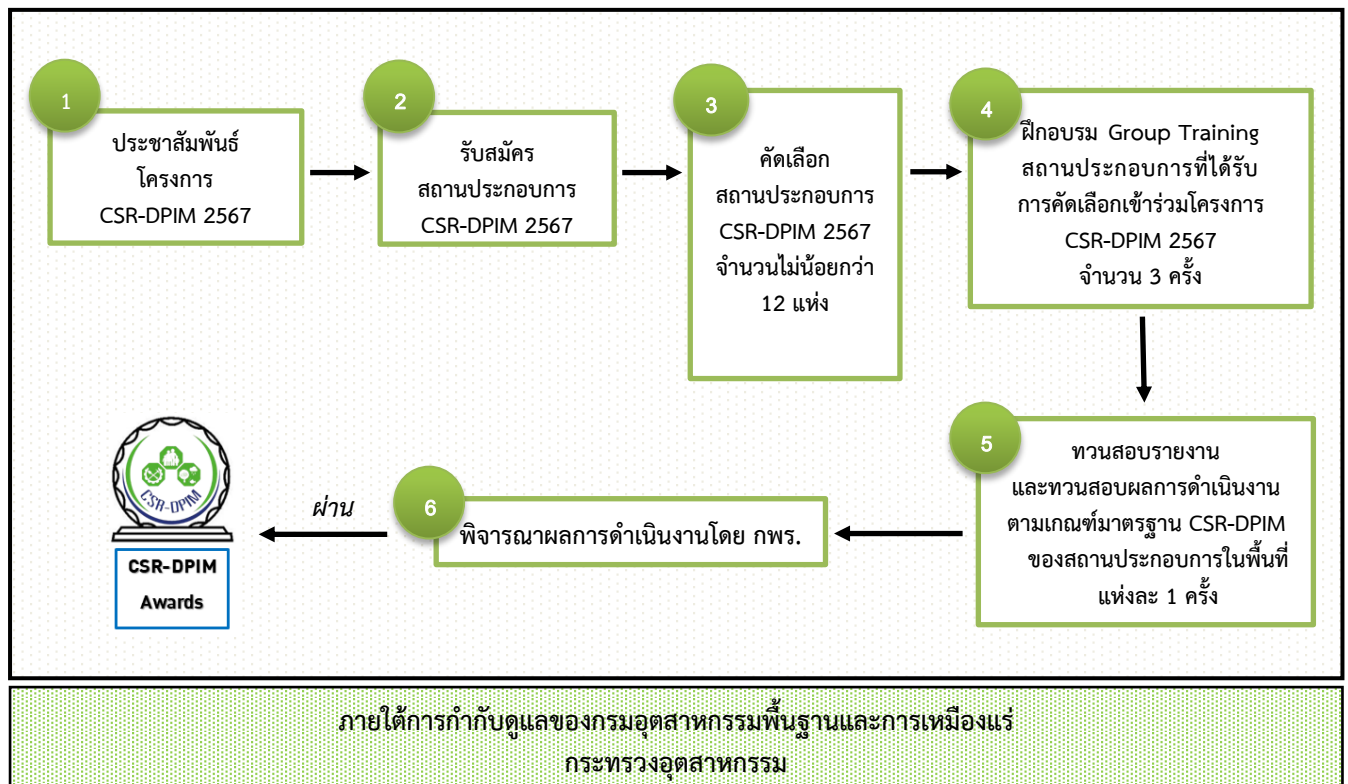 1
ประชาสัมพันธ์
โครงการ
CSR-DPIM 2567
2
รับสมัคร
สถานประกอบการ
CSR-DPIM 2567
3
คัดเลือก
สถานประกอบการ
CSR-DPIM 2567
จำนวนไม่น้อยกว่า
12 แห่ง
4
ฝึกอบรม Group Training
สถานประกอบการที่ได้รับ
การคัดเลือกเข้าร่วมโครงการ
CSR-DPIM 2567
จำนวน 3 ครั้ง
5
ทวนสอบรายงาน
และทวนสอบผลการดำเนินงาน
ตามเกณฑ์มาตรฐาน CSR-DPIM
ของสถานประกอบการในพื้นที่
แห่งละ 1 ครั้ง
6
พิจารณาผลการดำเนินงานโดย กพร.
ผ่าน
CSR-DPIM
CSR-DPIM
Awards
ภายใต้การกำกับดูแลของกรมอุตสาหกรรมพื้นฐานและการเหมืองแร่
กระทรวงอุตสาหกรรม